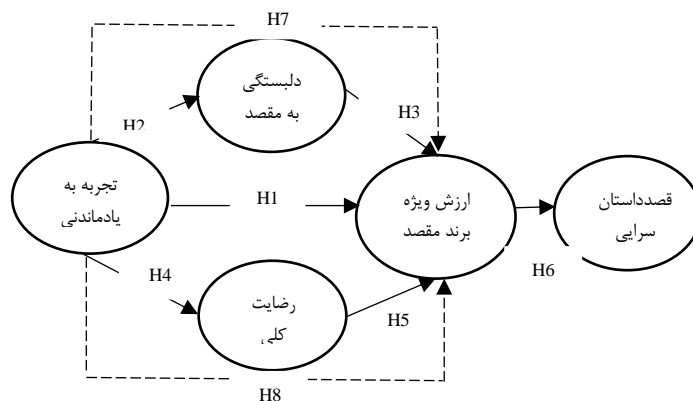 H7
دلبستگی
به مقصد
H2
H3
تجربه به
یادماندنی
H1
ارزش ویژه
برند مقصد
قصدداستان
سرایی
H6
H4
رضایت
کلی
H5
H8